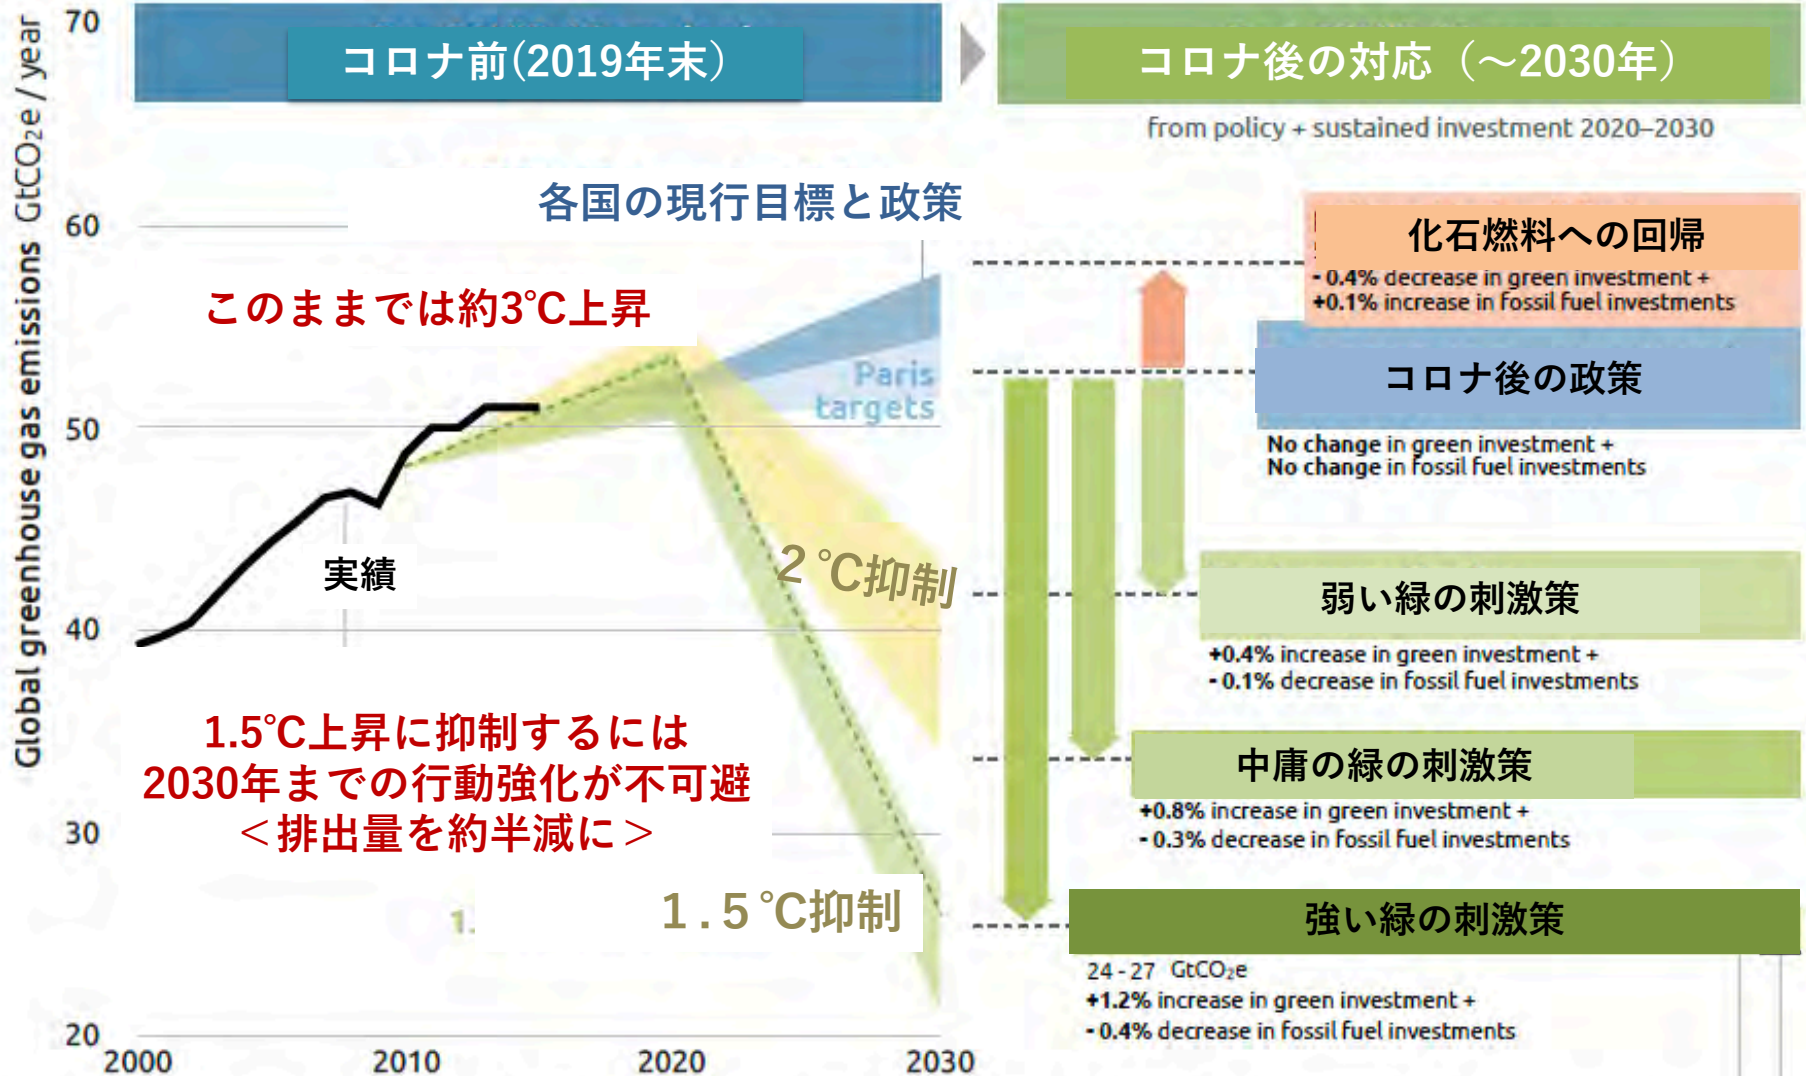 コロナ前(2019年末)
コロナ後の対応（～2030年）
from policy + sustained investment 2020–2030
Global greenhouse gas emissions GtCO₂e / year
70
60
50
40
30
20
2000
2010
2020
2030
各国の現行目標と政策
このままでは約3℃上昇
Paris
targets
実績
2℃抑制
1.5℃上昇に抑制するには
2030年までの行動強化が不可避
＜排出量を約半減に＞
1.
１.５℃抑制
化石燃料への回帰
- 0.4% decrease in green investment +
+0.1% increase in fossil fuel investments
コロナ後の政策
No change in green investment +
No change in fossil fuel investments
弱い緑の刺激策
+0.4% increase in green investment +
- 0.1% decrease in fossil fuel investments
中庸の緑の刺激策
+0.8% increase in green investment +
- 0.3% decrease in fossil fuel investments
強い緑の刺激策
24 - 27 GtCO₂e
+1.2% increase in green investment +
- 0.4% decrease in fossil fuel investments